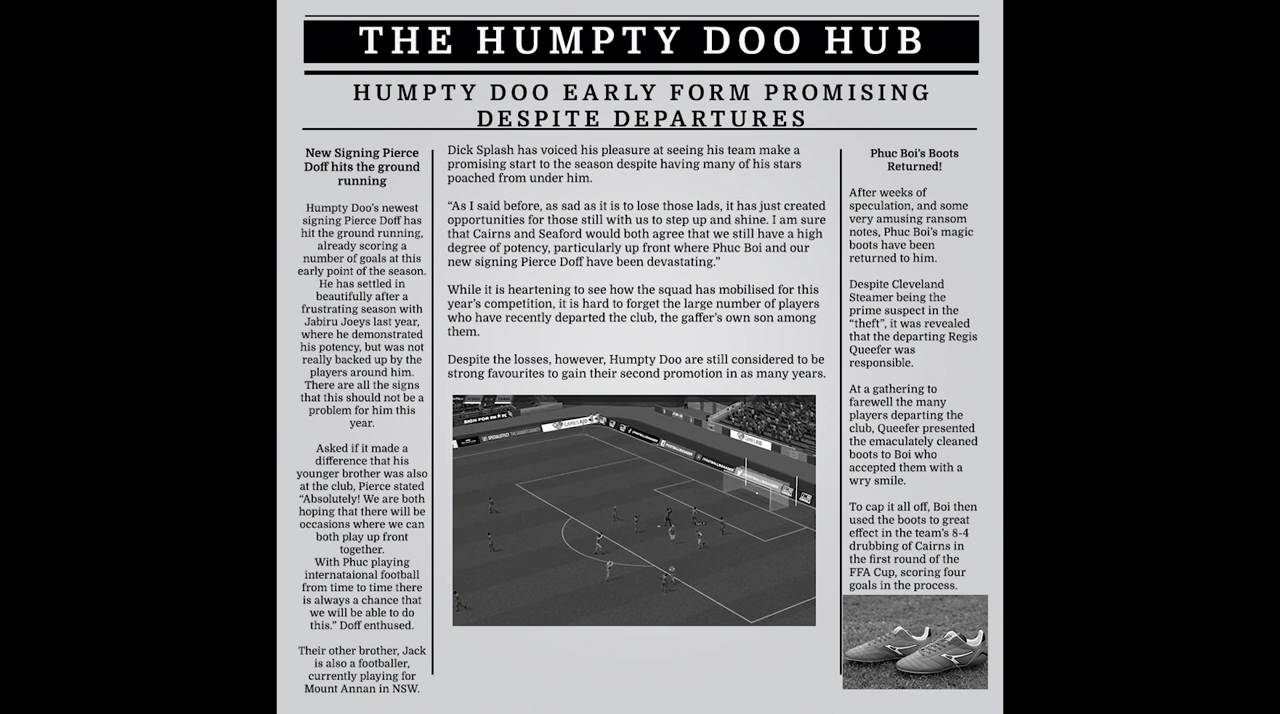 THE HUMPTY DOO HUB
HUMPTY DOO EARLY FORM PROMISING
DESPITE DEPARTURES
New Signing Pierce
Doff hits the ground
running
Humpty Doo's newest
signing Pierce Doff has
hit the ground running,
already scoring a
number of goals at this
early point of the season.
He has settled in
beautifully after a
frustrating season with
Jabiru Joeys last year,
where he demonstrated
his potency, but was not
really backed up by the
players around him.
There are all the signs
that this should not be a
problem for him this
year.
Asked if it made a
difference that his
younger brother was also
at the club, Pierce stated
“Absolutely! We are both
hoping that there will be
occasions where we can
both play up front
together.
With Phuc playing
internataional football
from time to time there
is always a chance that
we will be able to do
this.” Doff enthused.
Their other brother, Jack
is also a footballer,
currently playing for
Mount Annan in NSW.
Dick Splash has voiced his pleasure at seeing his team make a
promising start to the season despite having many of his stars
poached from under him.
“As I said before, as sad as it is to lose those lads, it has just created
opportunities for those still with us to step up and shine. I am sure
that Cairns and Seaford would both agree that we still have a high
degree of potency, particularly up front where Phuc Boi and our
new signing Pierce Doff have been devastating.”
While it is heartening to see how the squad has mobilised for this
year's competition, it is hard to forget the large number of players
who have recently departed the club, the gaffer's own son among
them.
Despite the losses, however, Humpty Doo are still considered to be
strong favourites to gain their second promotion in as many years.
Phuc Boi's Boots
Returned!
After weeks of
speculation, and some
very amusing ransom
notes, Phuc Boi's magic
boots have been
returned to him.
Despite Cleveland
Steamer being the
prime suspect in the
“theft”, it was revealed
that the departing Regis
Queefer was
responsible.
At a gathering to
farewell the many
players departing the
club, Queefer presented
the emaculately cleaned
boots to Boi who
accepted them with a
wry smile.
To cap it all off, Boi then
used the boots to great
effect in the team's 8-4
drubbing of Cairns in
the first round of the
FFA Cup, scoring four
goals in the process.